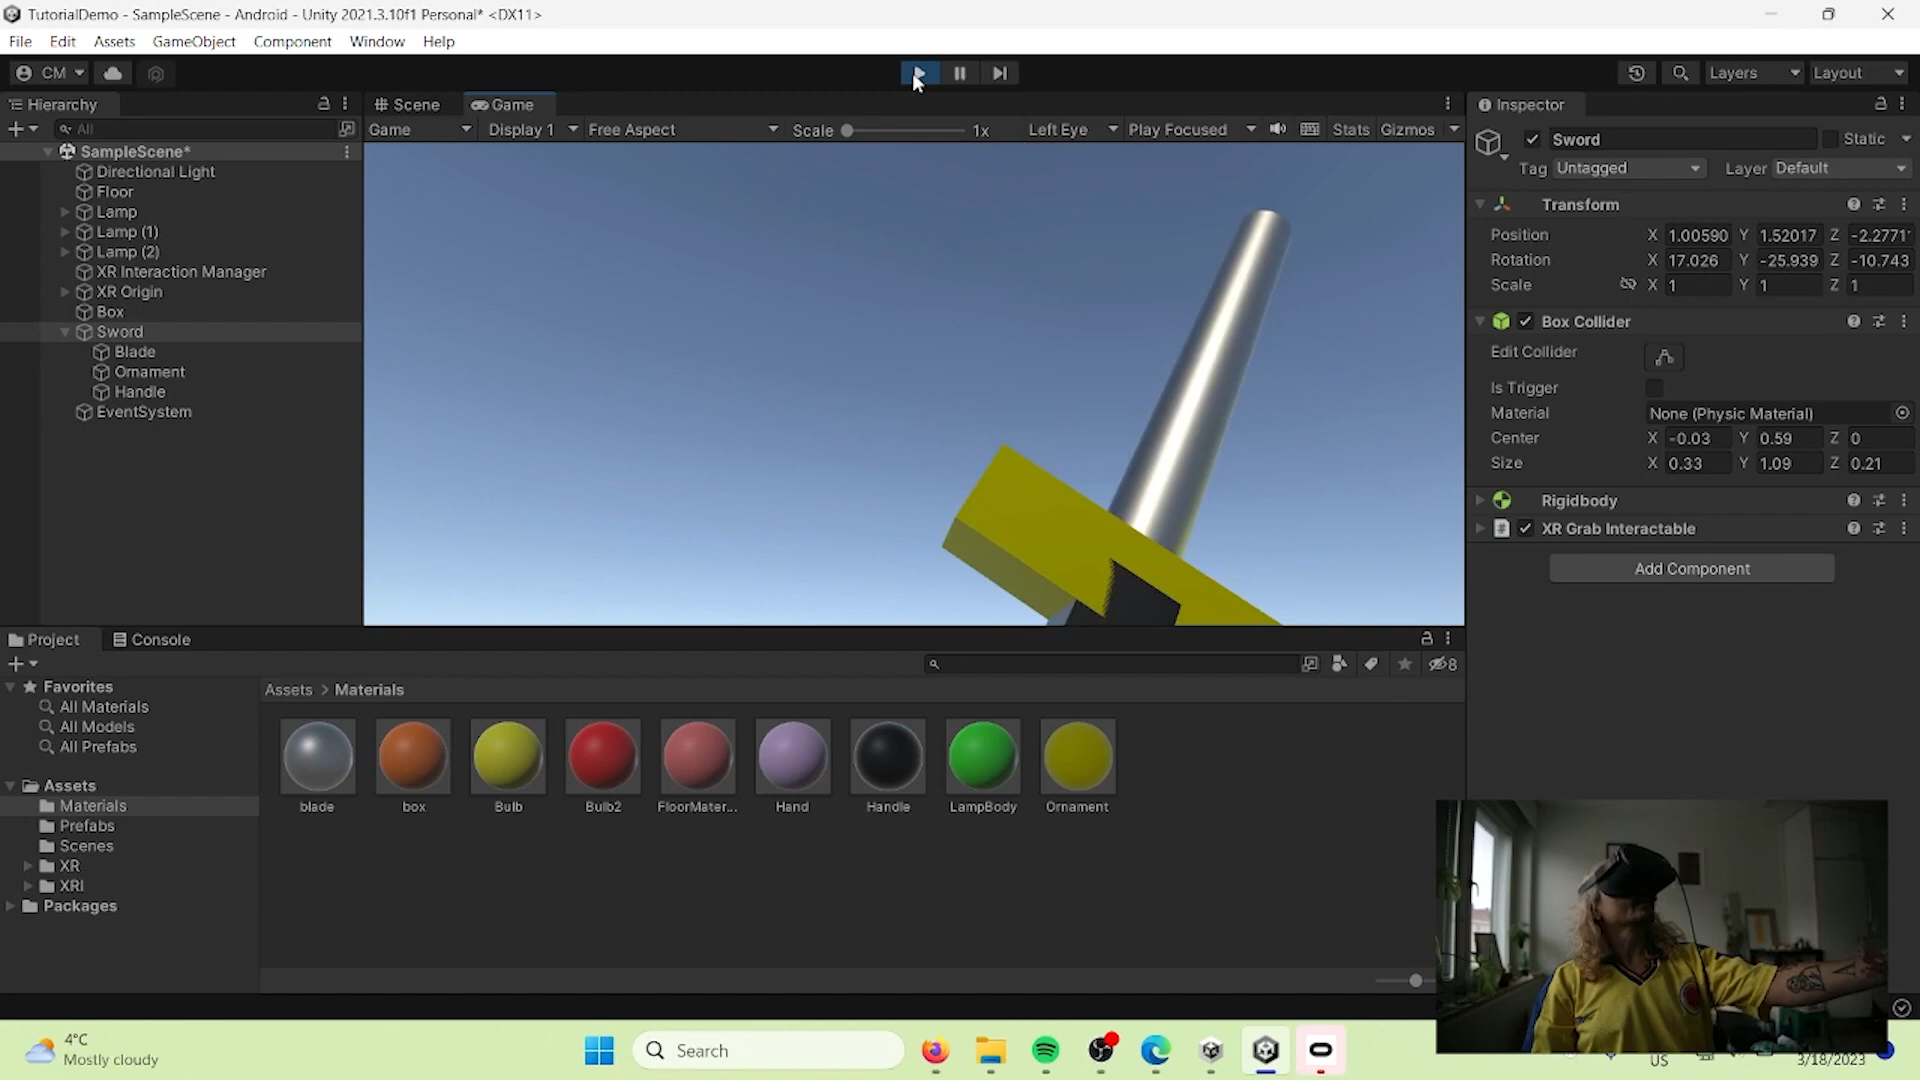 TutorialDemo - SampleScene - Android - Unity 2021.3.10f1 Personal* <DX11>
File Edit Assets GameObject Component Window Help
CM Layers Layout
Hierarchy Scene Game Inspector
All Game Display 1 Free Aspect Scale 1x Left Eye Play Focused Stats Gizmos
SampleScene*
Directional Light
Floor
Lamp
Lamp (1)
Lamp (2)
XR Interaction Manager
XR Origin
Box
Sword
Blade
Ornament
Handle
EventSystem
Sword Static
Tag Untagged Layer Default
Transform
Position X 1.00590 Y 1.52017 Z -2.2771
Rotation X 17.026 Y -25.939 Z -10.743
Scale X 1 Y 1 Z 1
Box Collider
Edit Collider
Is Trigger
Material None (Physic Material)
Center X -0.03 Y 0.59 Z 0
Size X 0.33 Y 1.09 Z 0.21
Rigidbody
# XR Grab Interactable
Add Component
Project Console
8
Favorites
All Materials
All Models
All Prefabs
Assets
Materials
Prefabs
Scenes
XR
XRI
Packages
Assets > Materials
blade box Bulb Bulb2 FloorMater... Hand Handle LampBody Ornament
4°C
Mostly cloudy
Search
US
3/18/2023